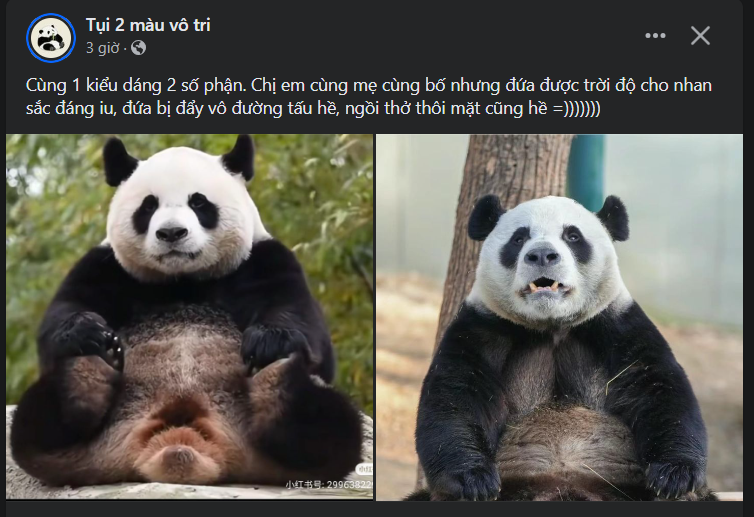 Tụi 2 màu vô tri
3 giờ ·
Cùng 1 kiểu dáng 2 số phận. Chị em cùng mẹ cùng bố nhưng đứa được trời độ cho nhan
sắc đáng iu, đứa bị đẩy vô đường tấu hề, ngồi thở thôi mặt cũng hề =)))))))
小红书号: